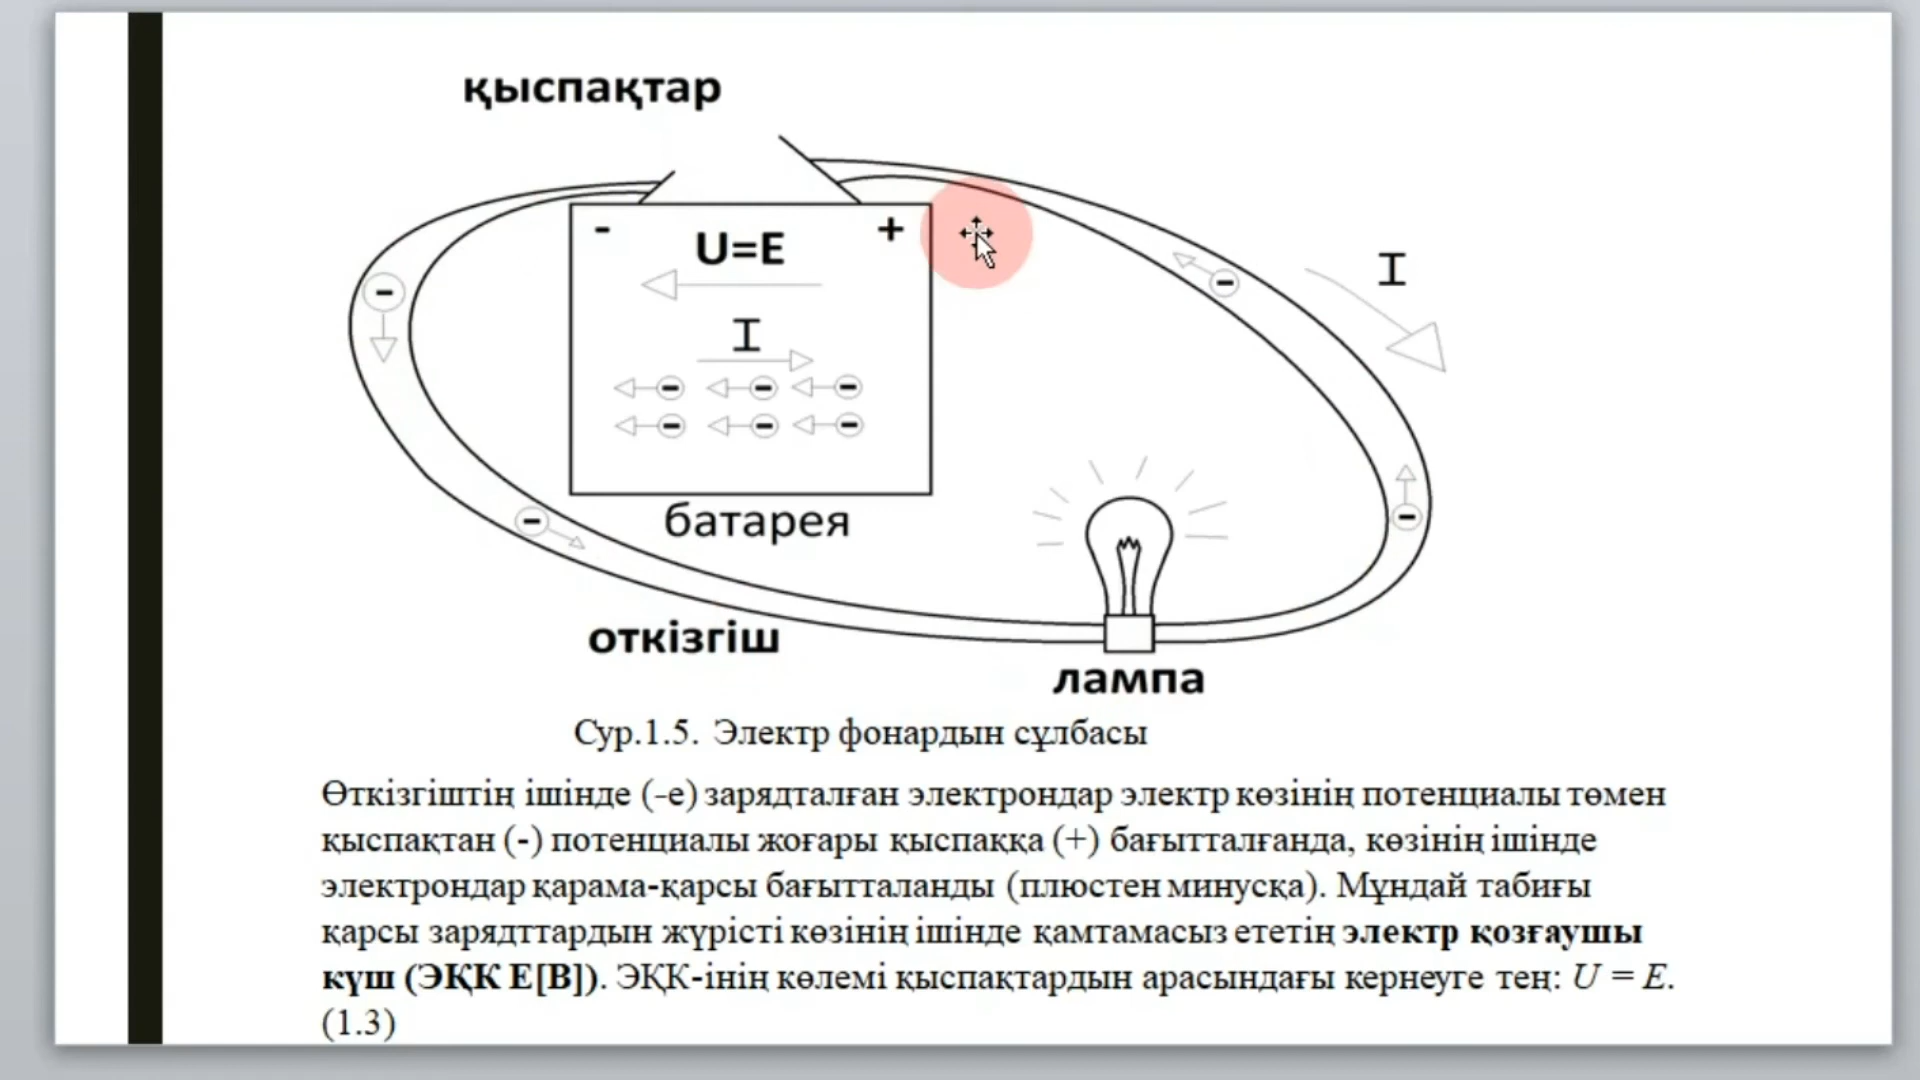 қыспақтар
- U=E +
I
I
батарея
откізгіш
лампа
Сур.1.5. Электр фонардын сұлбасы
Өткізгіштің ішінде (-е) зарядталған электрондар электр көзінің потенциалы төмен
қыспақтан (-) потенциалы жоғары қыспаққа (+) бағытталғанда, көзінің ішінде
электрондар қарама-қарсы бағытталанды (плюстен минусқа). Мұндай табиғы
қарсы зарядттардын жүрісті көзінің ішінде қамтамасыз ететің электр қозғаушы
күш (ЭҚК Е[В]). ЭҚК-інің көлемі қыспақтардын арасындағы кернеуге тең: U = E.
(1.3)